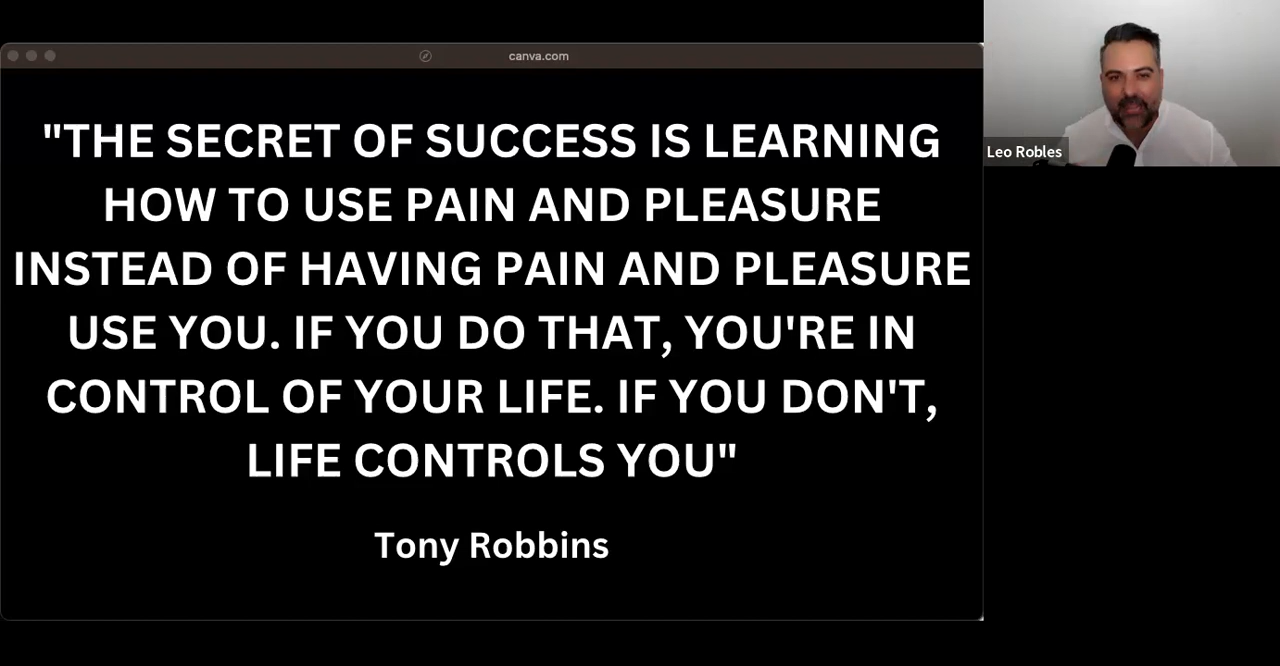 canva.com
"THE SECRET OF SUCCESS IS LEARNING
HOW TO USE PAIN AND PLEASURE
INSTEAD OF HAVING PAIN AND PLEASURE
USE YOU. IF YOU DO THAT, YOU'RE IN
CONTROL OF YOUR LIFE. IF YOU DON'T,
LIFE CONTROLS YOU"
Tony Robbins
Leo Robles